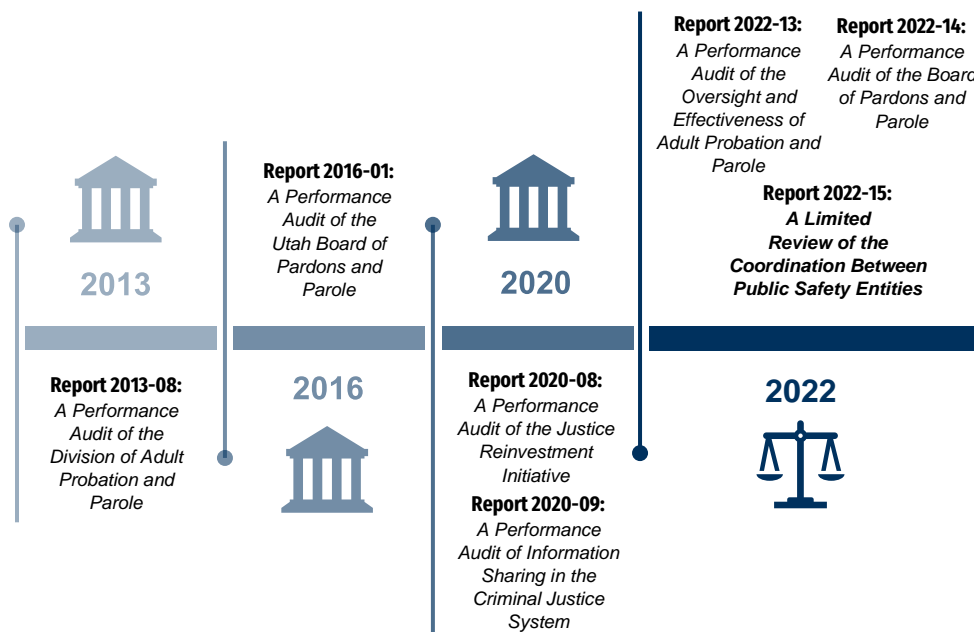 2013
Report 2013-08:
A Performance
Audit of the
Division of Adult
Probation and
Parole
Report 2016-01:
A Performance
Audit of the
Utah Board of
Pardons and
Parole
2016
2020
Report 2020-08:
A Performance
Audit of the Justice
Reinvestment
Initiative
Report 2020-09:
A Performance
Audit of Information
Sharing in the
Criminal Justice
System
Report 2022-13:
A Performance
Audit of the
Oversight and
Effectiveness of
Adult Probation and
Parole
Report 2022-14:
A Performance
Audit of the Board
of Pardons and
Parole
Report 2022-15:
A Limited
Review of the
Coordination Between
Public Safety Entities
2022